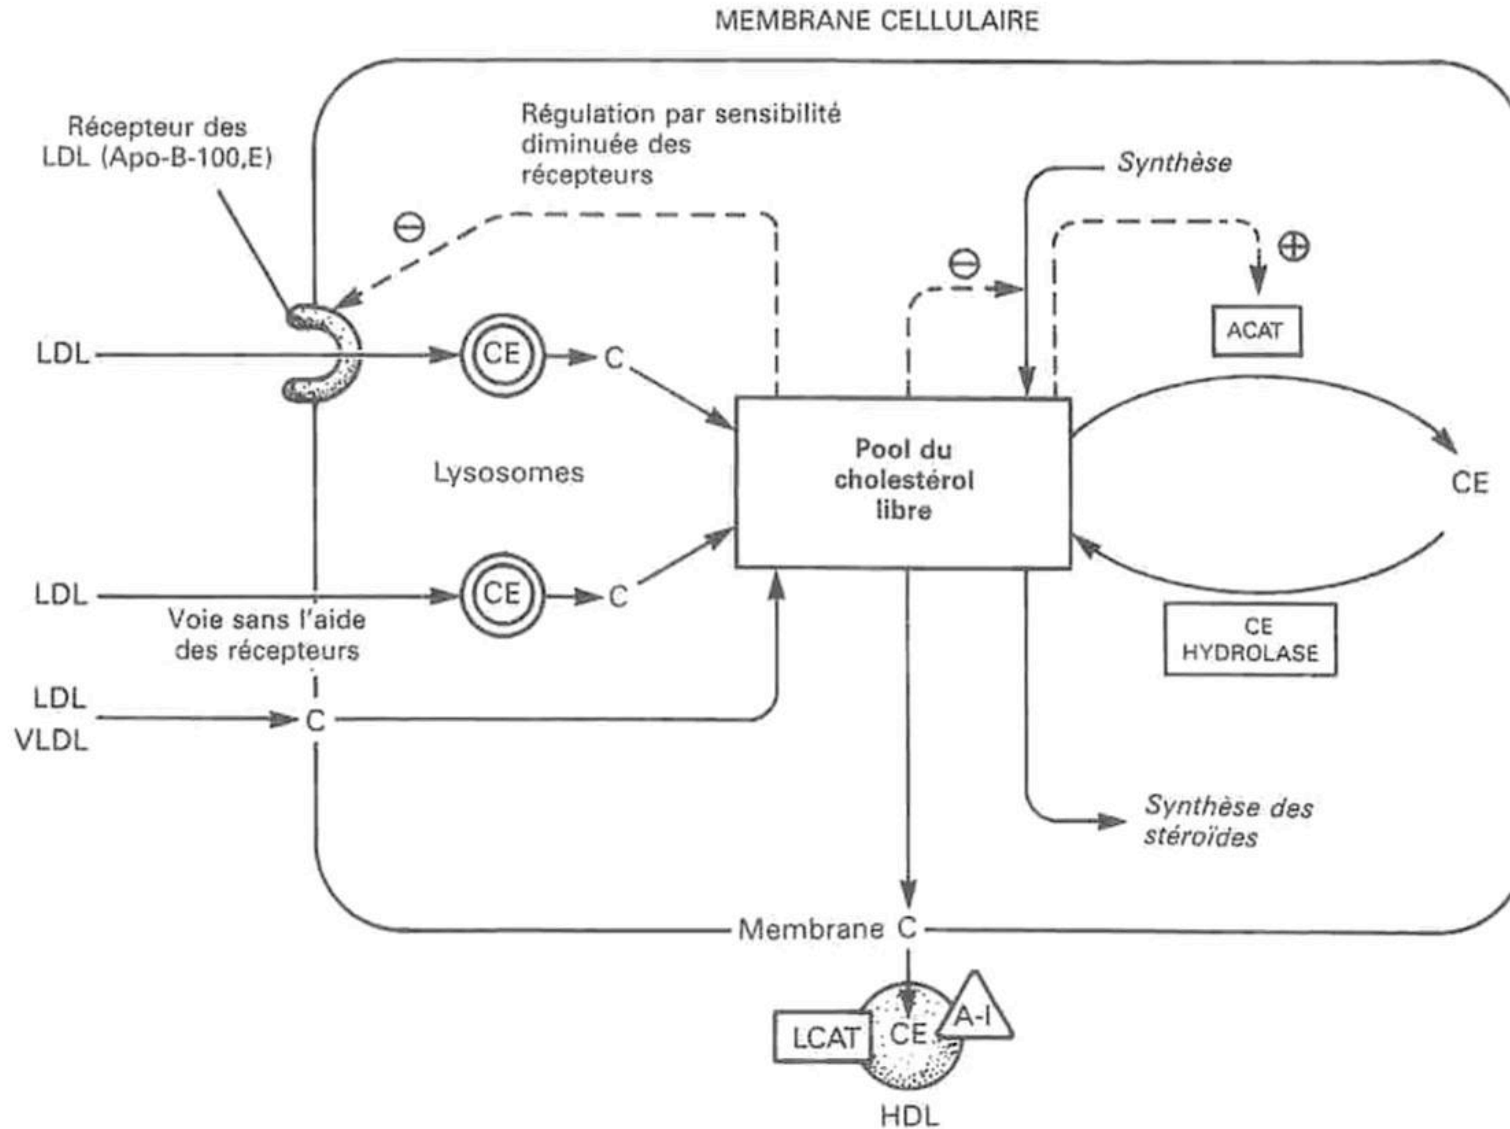 MEMBRANE CELLULAIRE
Récepteur des
LDL (Apo-B-100,E)
Régulation par sensibilité
diminuée des
récepteurs
Synthèse
⊖
⊖
⊕
ACAT
LDL
CE
C
Lysosomes
Pool du
cholestérol
libre
CE
LDL
CE
C
Voie sans l'aide
des récepteurs
CE
HYDROLASE
LDL
VLDL
C
Synthèse des
stéroïdes
Membrane C
LCAT
CE
A-I
HDL